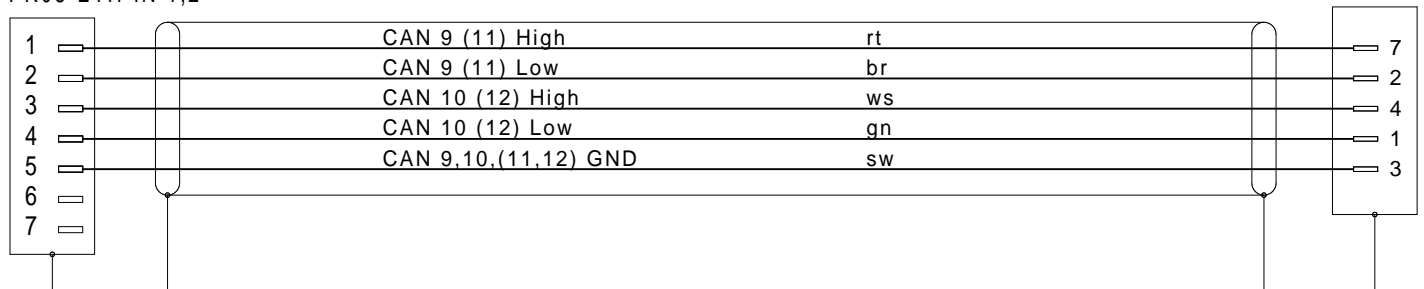 1 CAN 9 (11) High rt 7
2 CAN 9 (11) Low br 2
3 CAN 10 (12) High ws 4
4 CAN 10 (12) Low gn 1
5 CAN 9,10,(11,12) GND sw 3
6
7